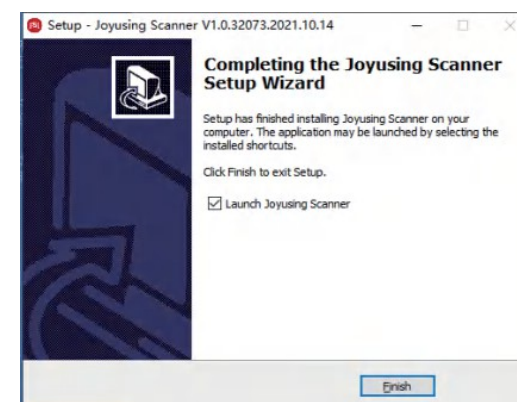 Setup - Joyusing Scanner V1.0.32073.2021.10.14
Completing the Joyusing Scanner
Setup Wizard
Setup has finished installing Joyusing Scanner on your
computer. The application may be launched by selecting the
installed shortcuts.
Click Finish to exit Setup.
Launch Joyusing Scanner
Finish